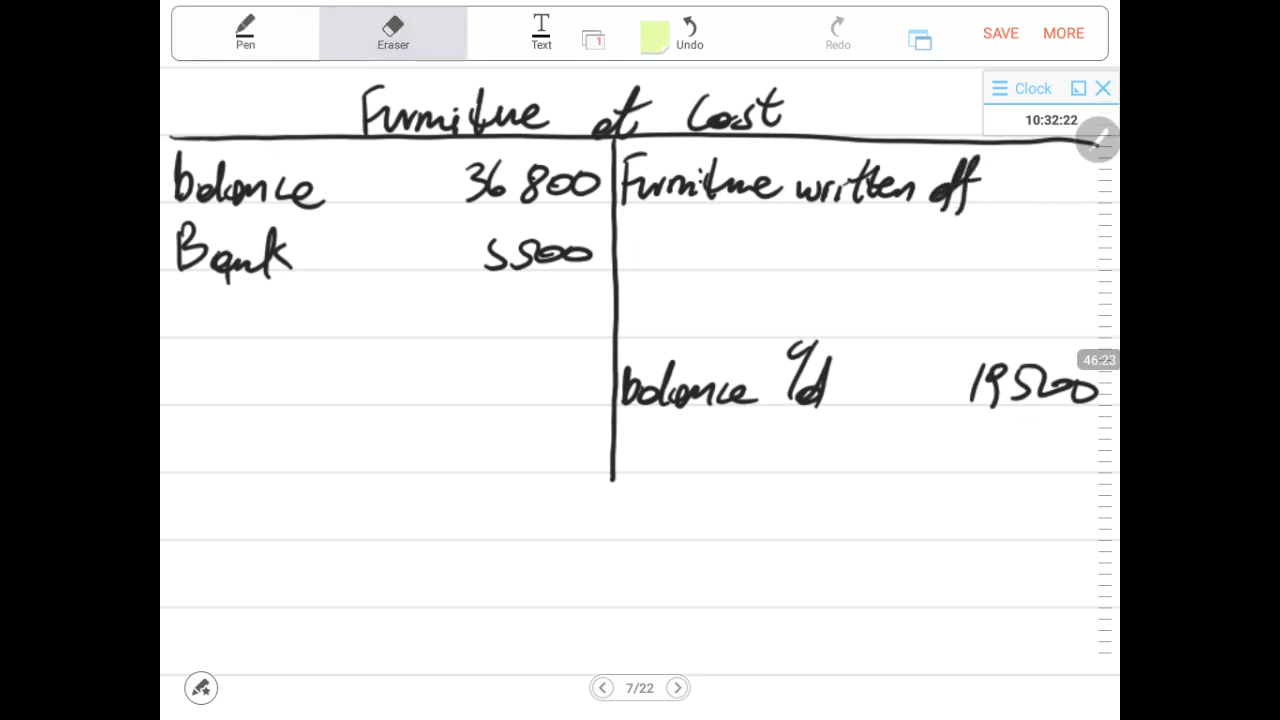 Pen
Eraser
Text
1
Undo
Redo
SAVE
MORE
Clock
10:32:22
Furniture at Cost
balance 36 800 Furniture written off
Bank 5500
46:23
balance c/d 19500
7/22